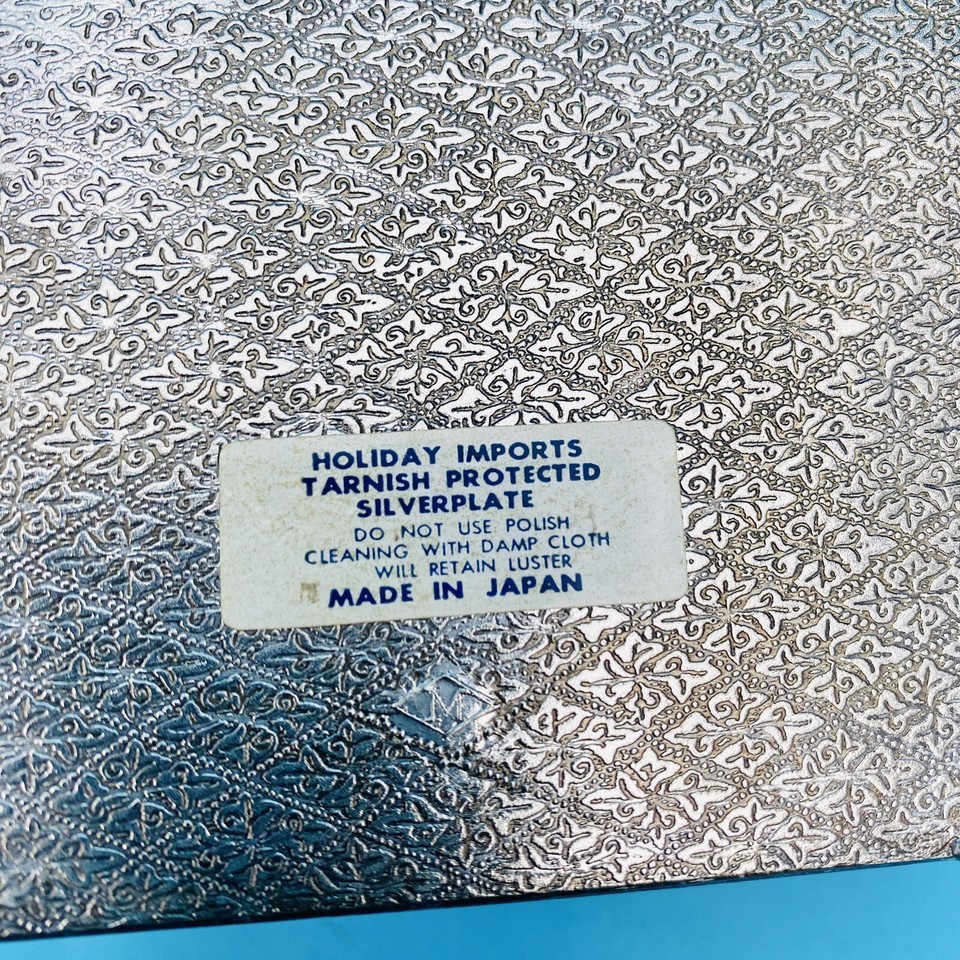 HOLIDAY IMPORTS
TARNISH PROTECTED
SILVERPLATE
DO NOT USE POLISH
CLEANING WITH DAMP CLOTH
WILL RETAIN LUSTER
MADE IN JAPAN
M